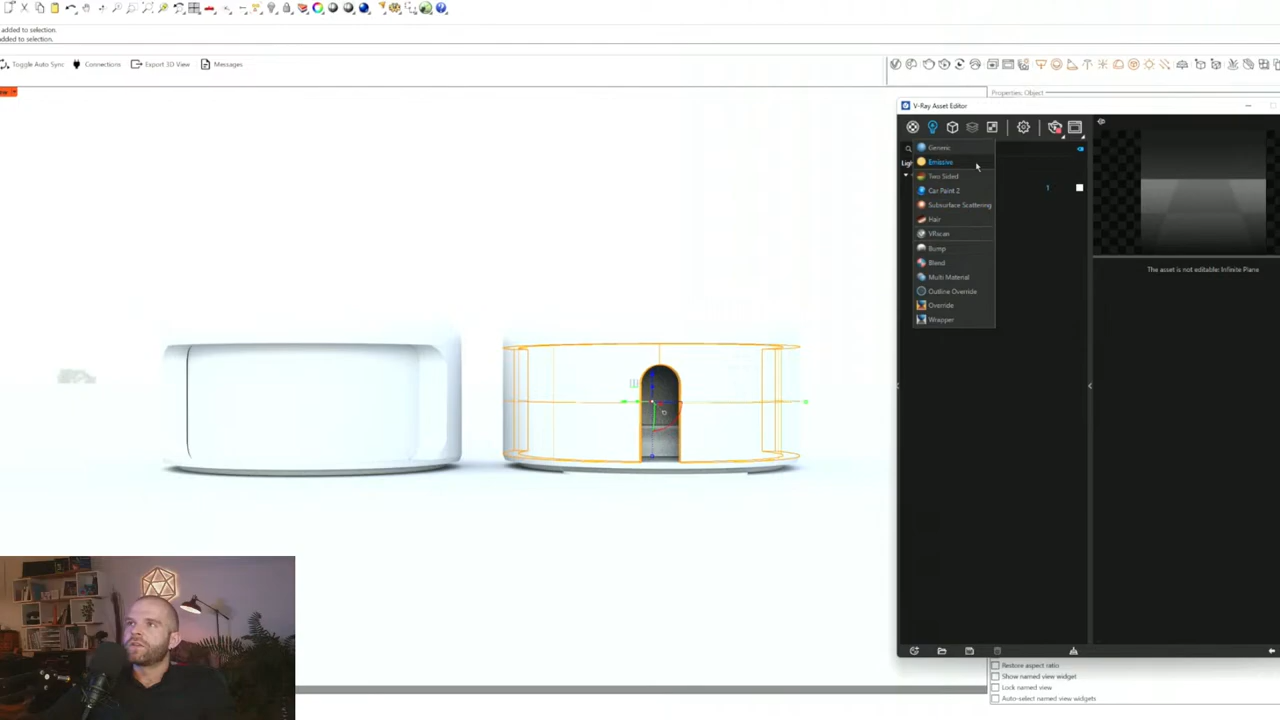 added to selection.
added to selection.
Toggle Auto Sync
Connections
Export 3D View
Messages
Properties: Object
V-Ray Asset Editor
Generic
Emissive
Two Sided
Car Paint 2
Subsurface Scattering
Hair
VRscan
Bump
Blend
Multi Material
Outline Override
Override
Wrapper
1
The asset is not editable: Infinite Plane
Restore aspect ratio
Show named view widget
Lock named view
Auto-select named view widgets